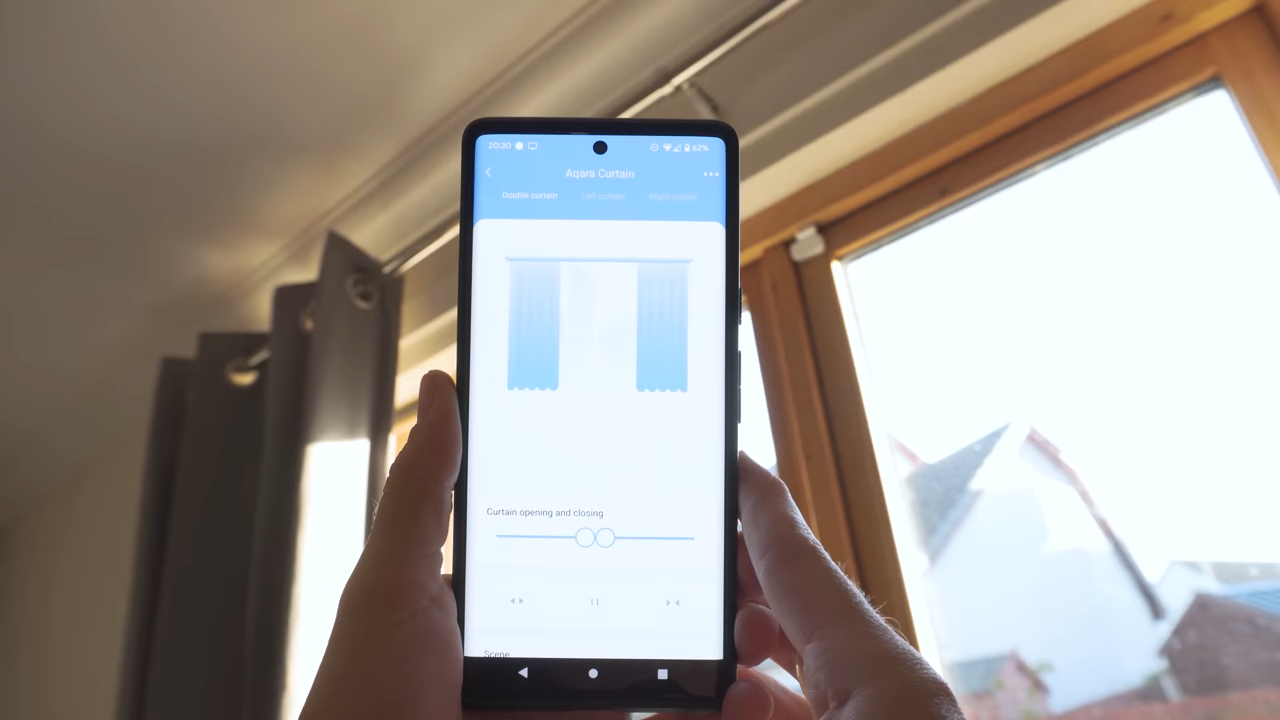 20:30 62%
Aqara Curtain
Double curtain Left curtain Right curtain
Curtain opening and closing
Scene